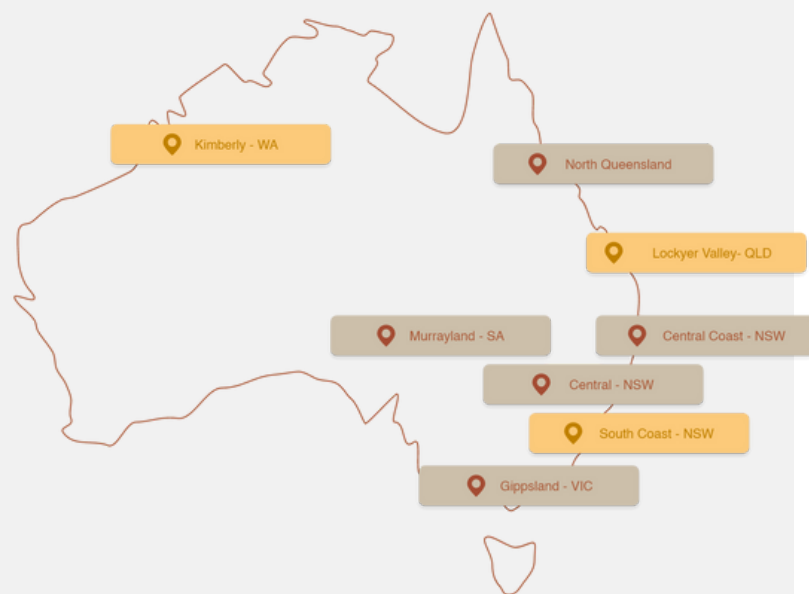 Kimberly - WA
North Queensland
Lockyer Valley- QLD
Murrayland - SA
Central Coast - NSW
Central - NSW
South Coast - NSW
Gippsland - VIC